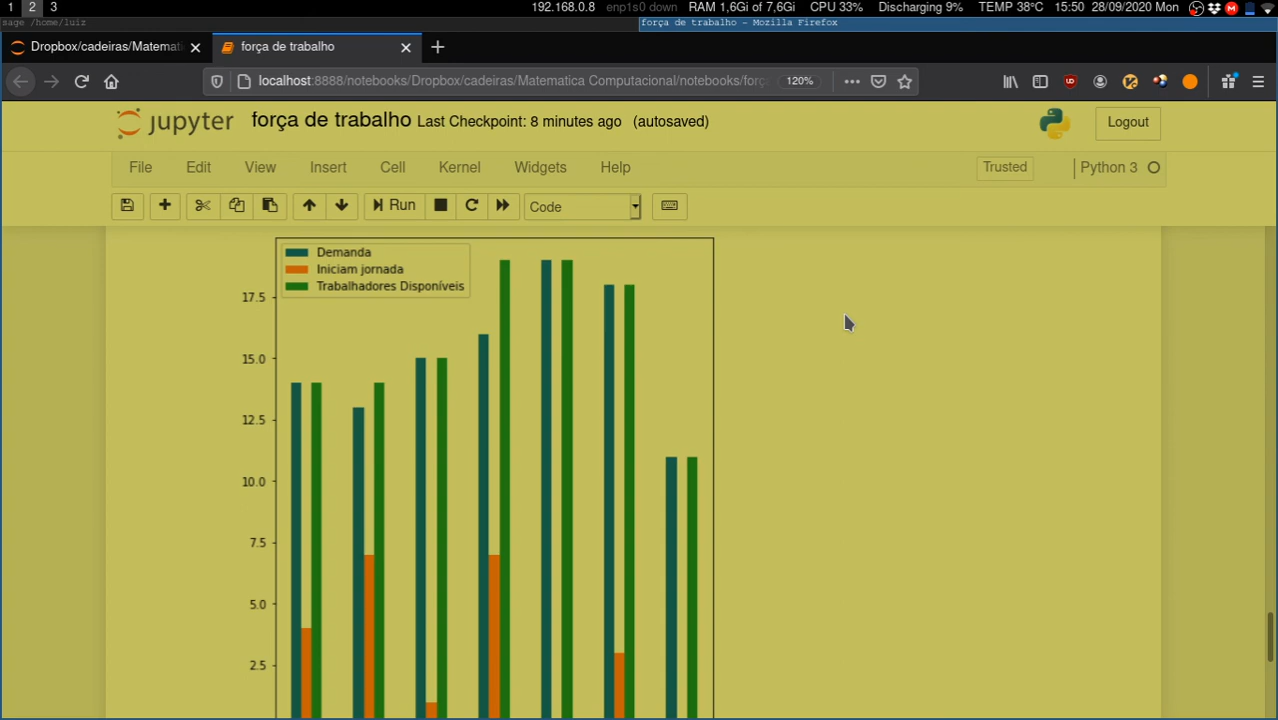 1 2 3 192.168.0.8 enp1s0 down RAM 1,6Gi of 7,6Gi CPU 33% Discharging 9% TEMP 38°C 15:50 28/09/2020 Mon
sage /home/luiz força de trabalho - Mozilla Firefox
Dropbox/cadeiras/Matemati força de trabalho
localhost:8888/notebooks/Dropbox/cadeiras/Matematica Computacional/notebooks/forç 120%
jupyter força de trabalho Last Checkpoint: 8 minutes ago (autosaved) Logout
File Edit View Insert Cell Kernel Widgets Help Trusted Python 3
Run Code
Demanda
Iniciam jornada
Trabalhadores Disponíveis
17.5
15.0
12.5
10.0
7.5
5.0
2.5